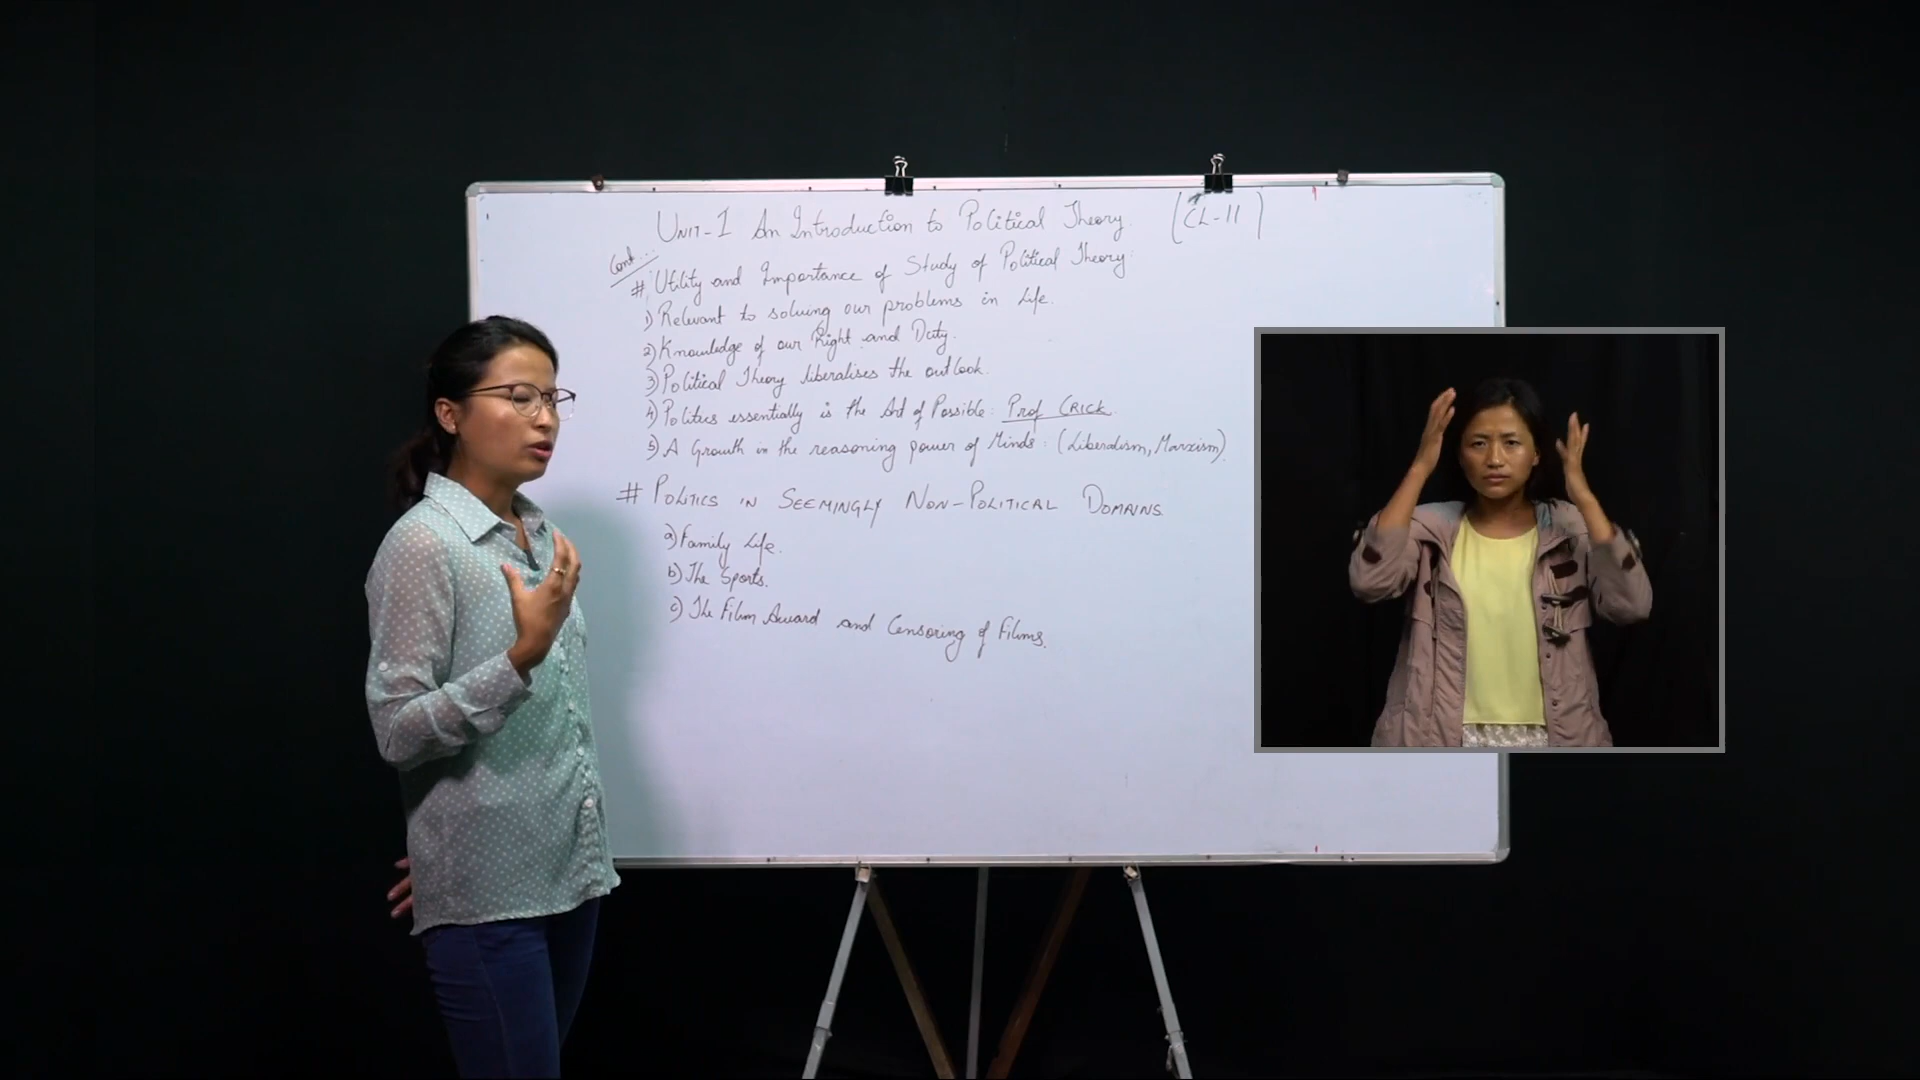 Unit-1 An Introduction to Political Theory. (CL-11)
Cont...
# Utility and Importance of Study of Political Theory:
1) Relevant to solving our problems in Life.
2) Knowledge of our Right and Duty.
3) Political Theory liberalises the outlook.
4) Politics essentially is the Art of Possible: Prof CRICK.
5) A Growth in the reasoning power of Minds: (Liberalism, Marxism).
# POLITICS IN SEEMINGLY NON-POLITICAL DOMAINS
a) Family Life.
b) The Sports.
c) The Film Award and Censoring of Films.